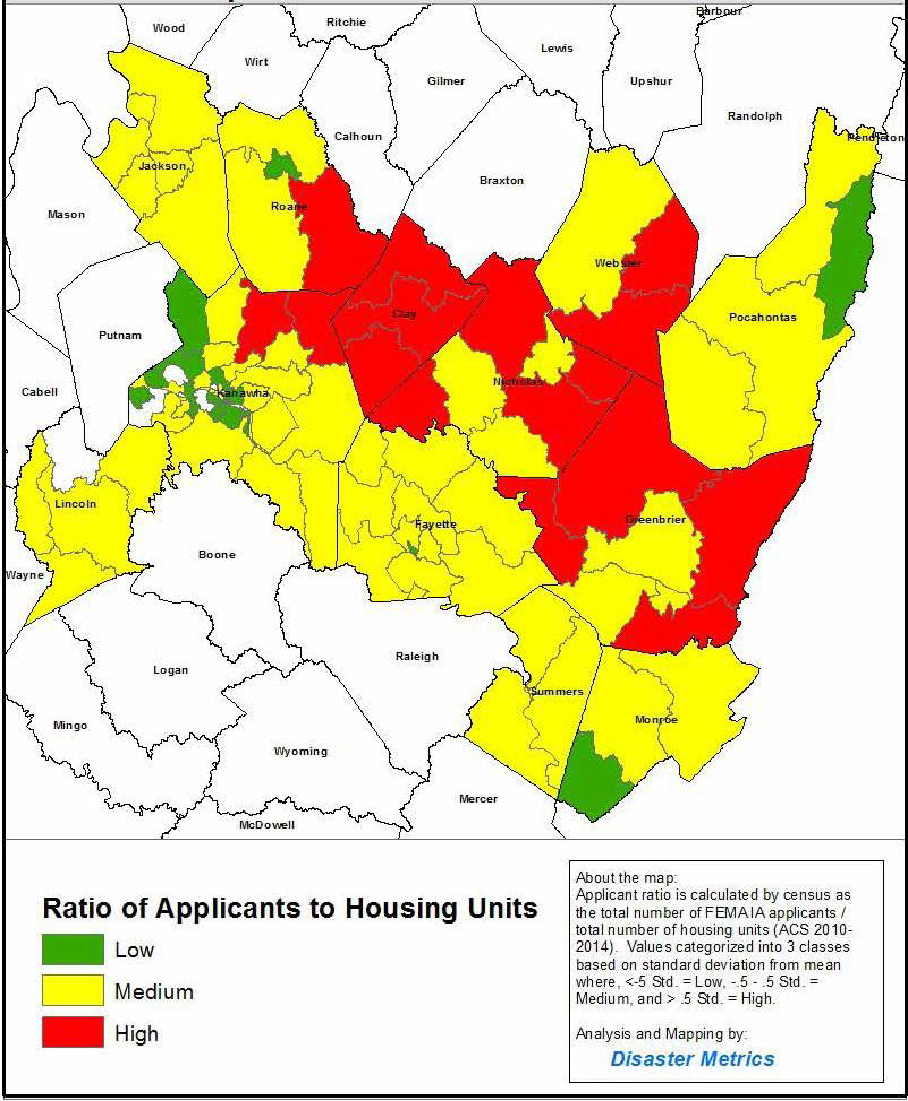 Barbour
Wood
Ritchie
Lewis
Wirt
Gilmer
Upshur
Randolph
Calhoun
Pendleton
Jackson
Braxton
Roane
Mason
Webster
Clay
Pocahontas
Putnam
Nicholas
Cabell
Kanawha
Lincoln
Greenbrier
Fayette
Boone
Wayne
Raleigh
Logan
Summers
Monroe
Mingo
Wyoming
Mercer
McDowell
Ratio of Applicants to Housing Units
Low
Medium
High
About the map:
Applicant ratio is calculated by census as
the total number of FEMA IA applicants /
total number of housing units (ACS 2010-
2014). Values categorized into 3 classes
based on standard deviation from mean
where, <-5 Std. = Low, -.5 - .5 Std. =
Medium, and > .5 Std. = High.
Analysis and Mapping by:
Disaster Metrics